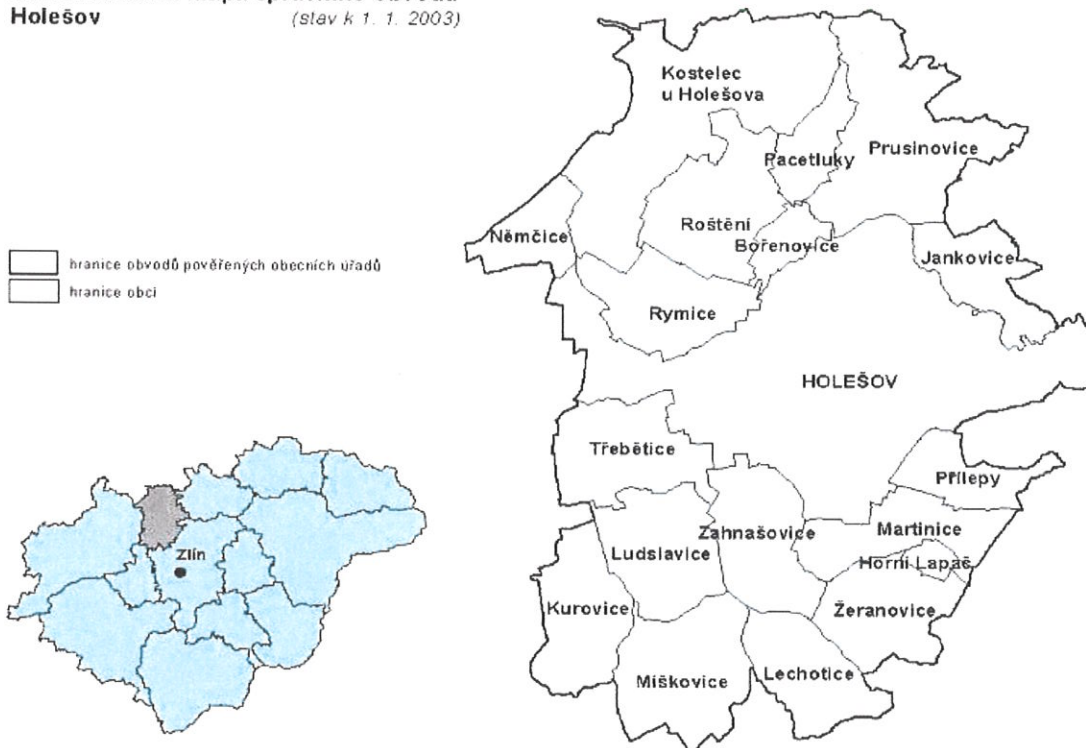 Holešov (stav k 1. 1. 2003)
hranice obvodů pověřených obecních úřadů
hranice obcí
Zlín
Kostelec
u Holešova
Pacetluky
Prusinovice
Roštění
Bořenovice
Němčice
Jankovice
Rymice
HOLEŠOV
Třebětice
Přílepy
Zahnašovice
Martinice
Ludslavice
Horní Lapač
Kurovice
Žeranovice
Míškovice
Lechotice